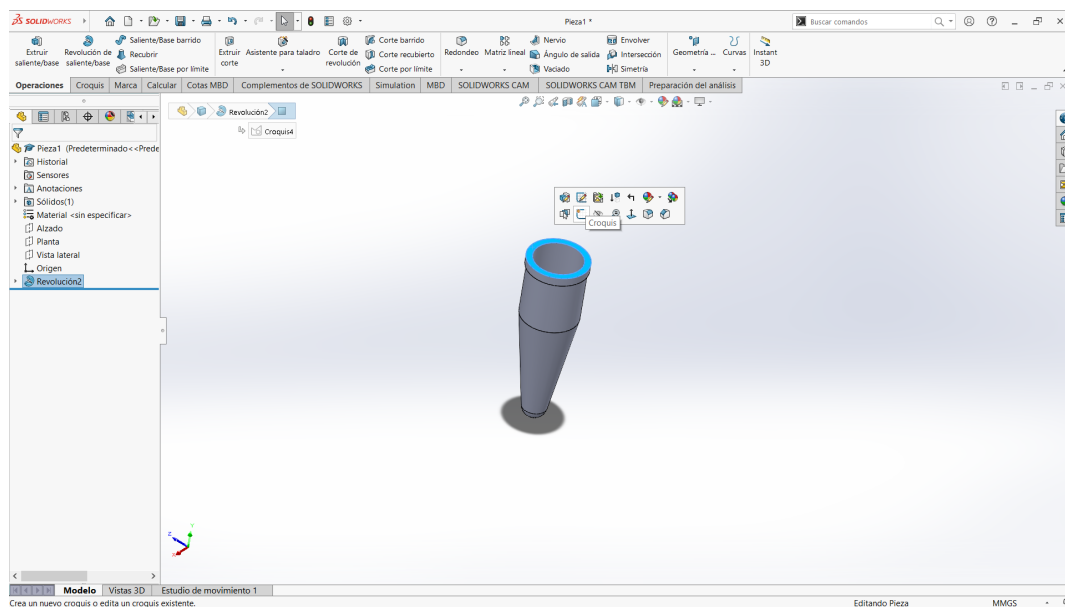 SOLIDWORKS
Pieza1 *
Buscar comandos
Extruir saliente/base
Revolución de saliente/base
Saliente/Base barrido
Recubrir
Saliente/Base por límite
Extruir corte
Asistente para taladro
Corte de revolución
Corte barrido
Corte recubierto
Corte por límite
Redondeo
Matriz lineal
Nervio
Ángulo de salida
Vaciado
Envolver
Intersección
Simetría
Geometría ...
Curvas
Instant 3D
Operaciones
Croquis
Marca
Calcular
Cotas MBD
Complementos de SOLIDWORKS
Simulation
MBD
SOLIDWORKS CAM
SOLIDWORKS CAM TBM
Preparación del análisis
Revolución2
Croquis4
Pieza1 (Predeterminado<<Prede
Historial
Sensores
Anotaciones
Sólidos(1)
Material <sin especificar>
Alzado
Planta
Vista lateral
Origen
Revolución2
Croquis
Y
Z
X
Modelo
Vistas 3D
Estudio de movimiento 1
Crea un nuevo croquis o edita un croquis existente.
Editando Pieza
MMGS